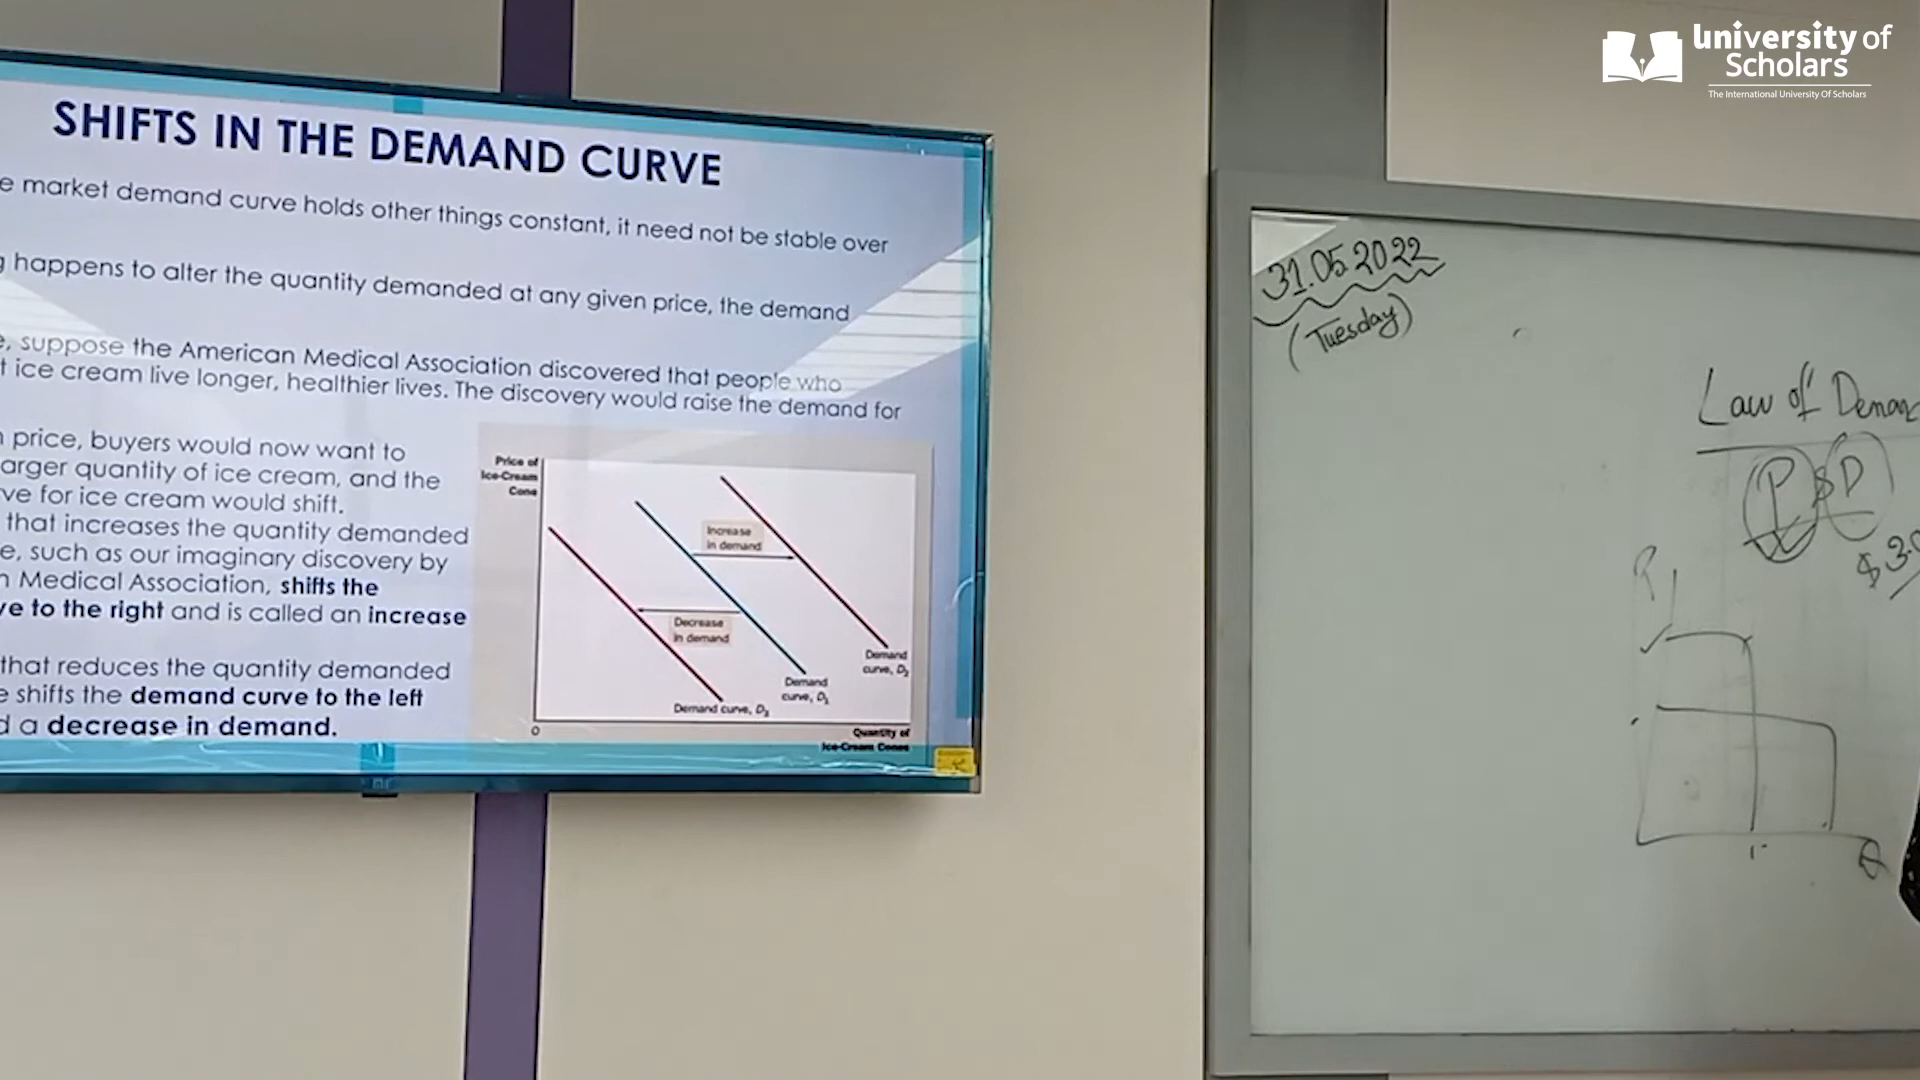 SHIFTS IN THE DEMAND CURVE
e market demand curve holds other things constant, it need not be stable over
g happens to alter the quantity demanded at any given price, the demand
e, suppose the American Medical Association discovered that people who
t ice cream live longer, healthier lives. The discovery would raise the demand for
n price, buyers would now want to
arger quantity of ice cream, and the
ve for ice cream would shift.
that increases the quantity demanded
e, such as our imaginary discovery by
n Medical Association, shifts the
ve to the right and is called an increase
that reduces the quantity demanded
e shifts the demand curve to the left
d a decrease in demand.
Price of
Ice-Cream
Cone
Increase
in demand
Decrease
in demand
Demand
curve, D₂
Demand
curve, D₁
Demand curve, D₃
0
Quantity of
Ice-Cream Cones
University of
Scholars
The International University Of Scholars
31.05.2022
(Tuesday)
Law of Deman
P & D
$3.0
P
Q